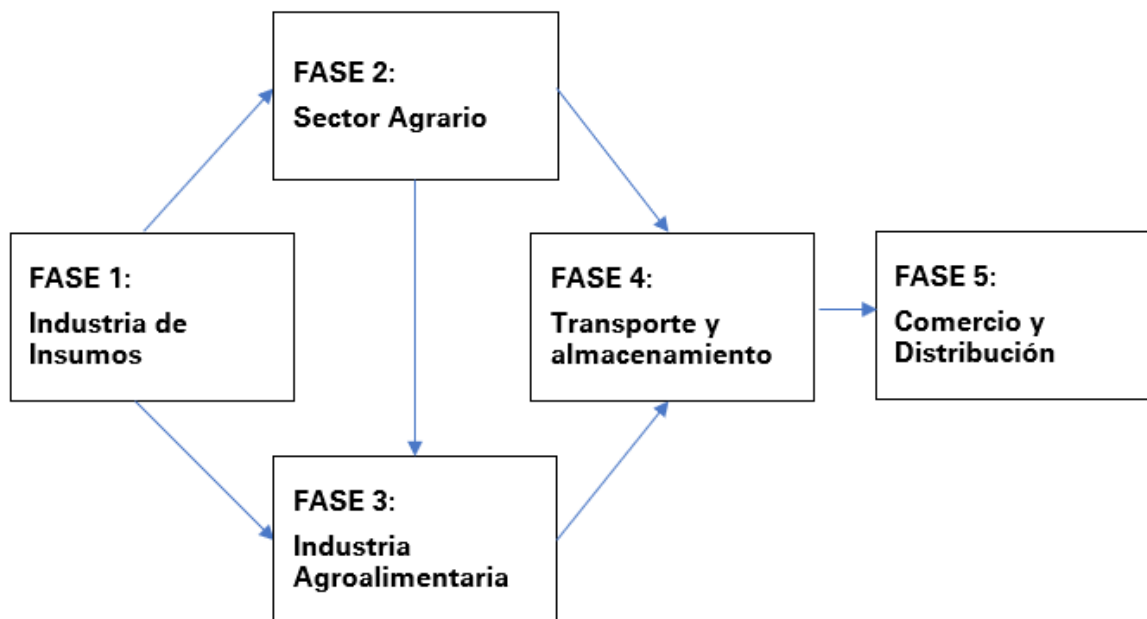 FASE 2:
Sector Agrario
FASE 1:
Industria de
Insumos
FASE 4:
Transporte y
almacenamiento
FASE 5:
Comercio y
Distribución
FASE 3:
Industria
Agroalimentaria